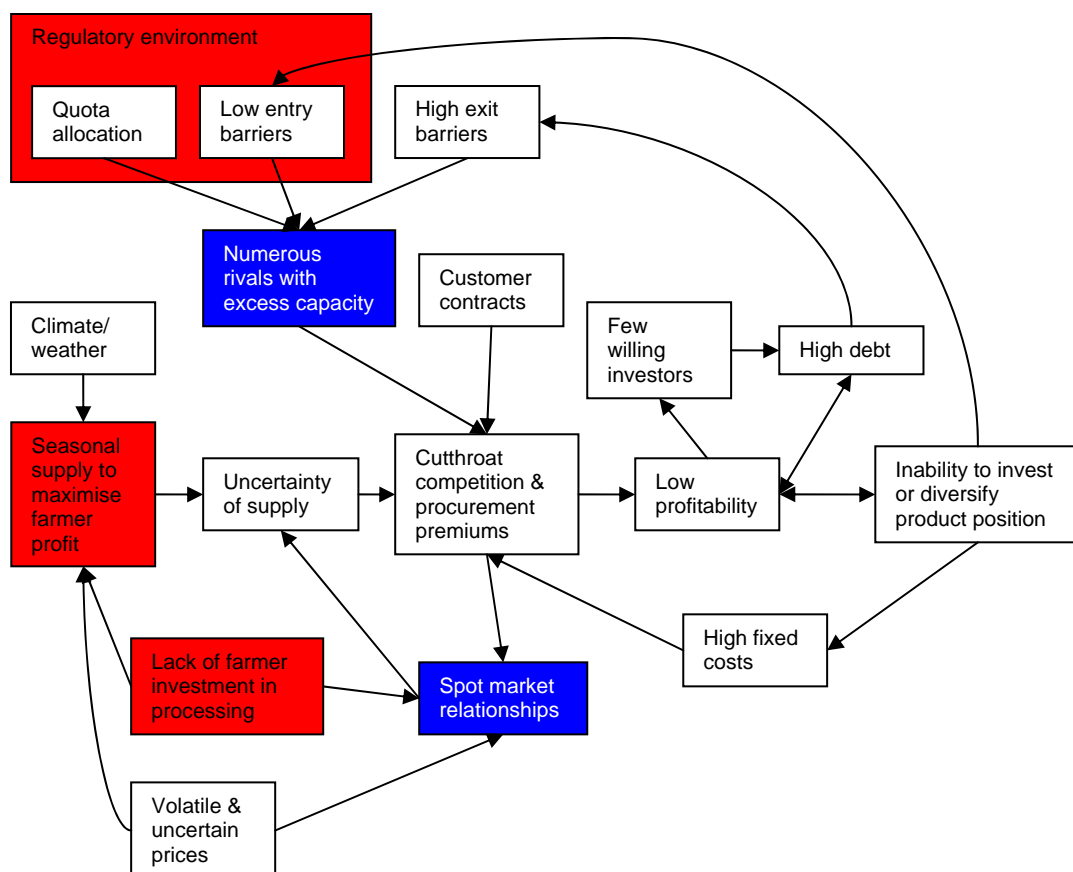 Regulatory environment
Quota
allocation
Low entry
barriers
High exit
barriers
Numerous
rivals with
excess capacity
Customer
contracts
Climate/
weather
Few
willing
investors
High debt
Seasonal
supply to
maximise
farmer
profit
Uncertainty
of supply
Cutthroat
competition &
procurement
premiums
Low
profitability
Inability to invest
or diversify
product position
High fixed
costs
Lack of farmer
investment in
processing
Spot market
relationships
Volatile &
uncertain
prices